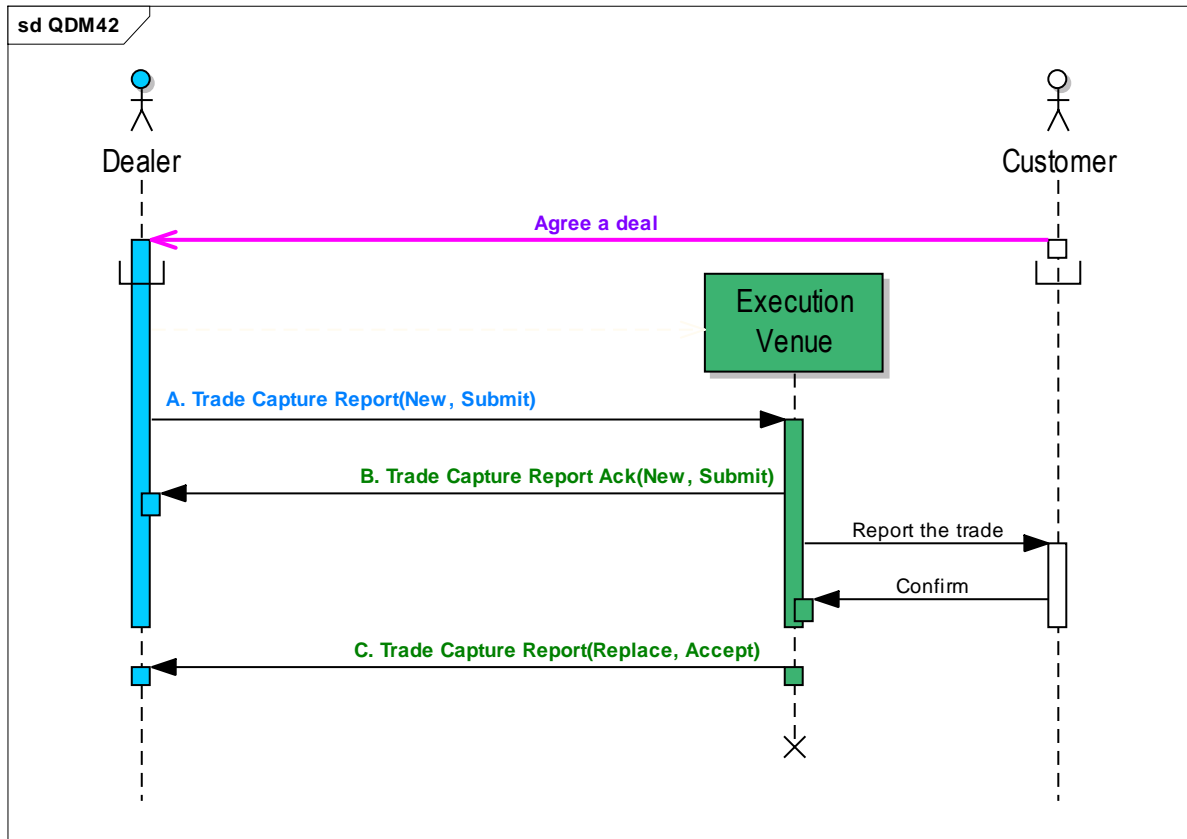 sd QDM42
Dealer
Customer
Agree a deal
Execution
Venue
A. Trade Capture Report(New, Submit)
B. Trade Capture Report Ack(New, Submit)
Report the trade
Confirm
C. Trade Capture Report(Replace, Accept)